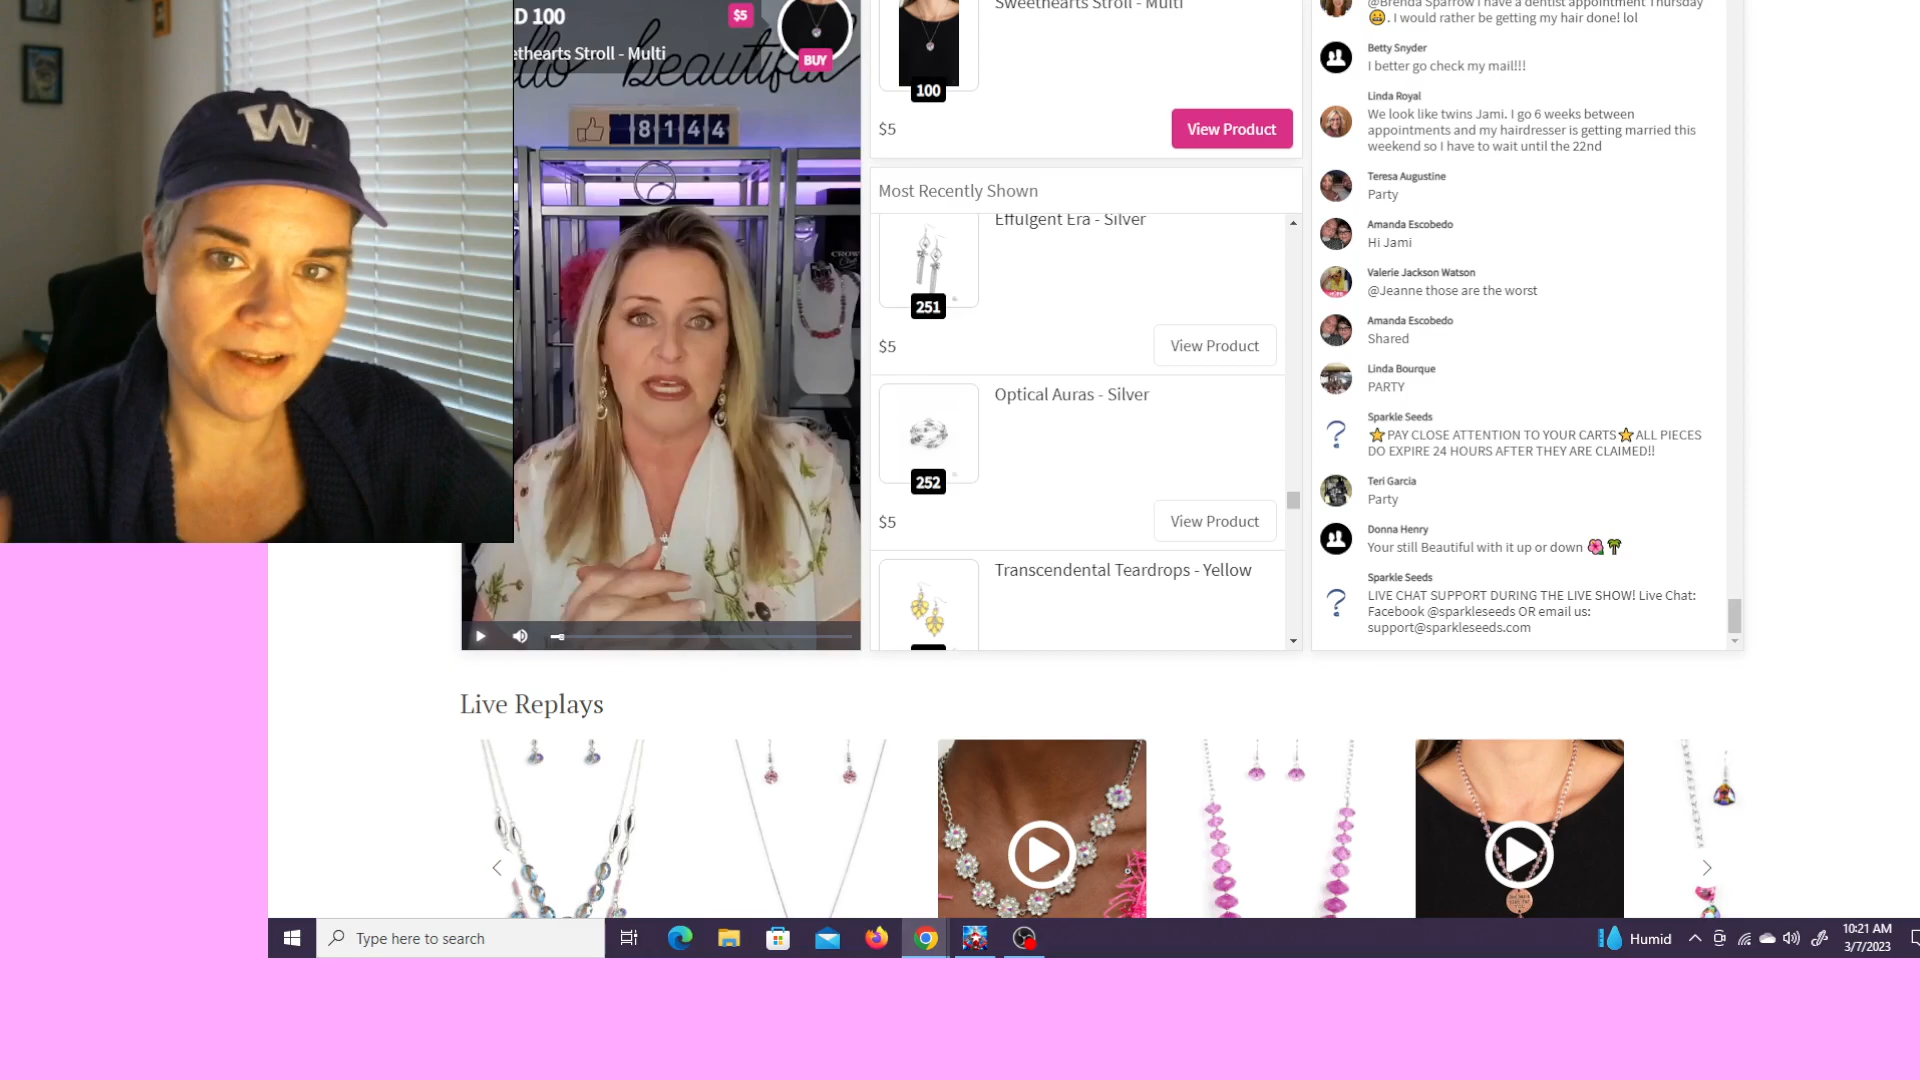 D 100
$5
ethearts Stroll - Multi
BUY
hello beautiful
8144
W
CROWN
Sweethearts Stroll - Multi
100
$5
View Product
Most Recently Shown
Effulgent Era - Silver
251
$5
View Product
Optical Auras - Silver
252
$5
View Product
Transcendental Teardrops - Yellow
@Brenda Sparrow I have a dentist appointment Thursday
😬. I would rather be getting my hair done! lol
Betty Snyder
I better go check my mail!!!
Linda Royal
We look like twins Jami. I go 6 weeks between
appointments and my hairdresser is getting married this
weekend so I have to wait until the 22nd
Teresa Augustine
Party
Amanda Escobedo
Hi Jami
Valerie Jackson Watson
@Jeanne those are the worst
Amanda Escobedo
Shared
Linda Bourque
PARTY
Sparkle Seeds
⭐PAY CLOSE ATTENTION TO YOUR CARTS⭐ALL PIECES
DO EXPIRE 24 HOURS AFTER THEY ARE CLAIMED!!
Teri Garcia
Party
Donna Henry
Your still Beautiful with it up or down 🌺🌴
Sparkle Seeds
LIVE CHAT SUPPORT DURING THE LIVE SHOW! Live Chat:
Facebook @sparkleseeds OR email us:
support@sparkleseeds.com
Live Replays
Type here to search
Humid
10:21 AM
3/7/2023